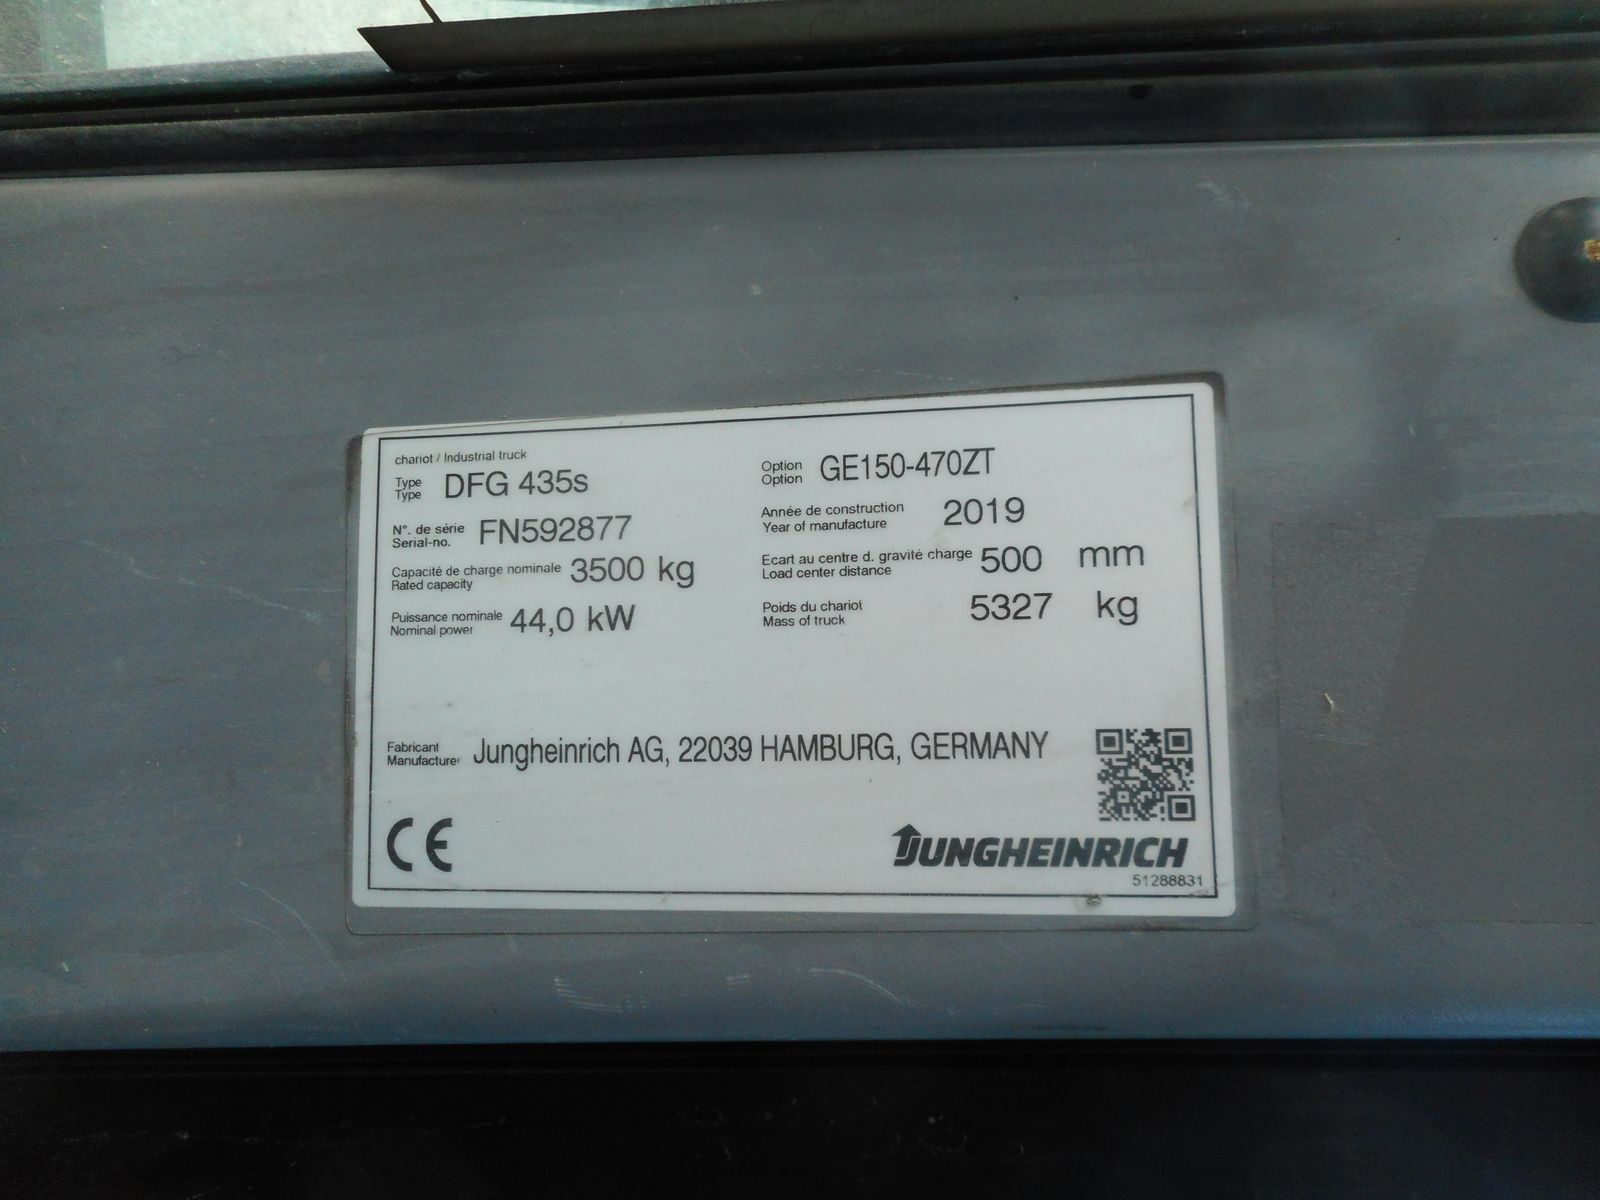 chariot / Industrial truck
Type
Type DFG 435s
Option
Option GE150-470ZT
N°. de série
Serial-no. FN592877
Année de construction
Year of manufacture 2019
Capacité de charge nominale
Rated capacity 3500 kg
Ecart au centre d. gravité charge
Load center distance 500 mm
Puissance nominale
Nominal power 44,0 kW
Poids du chariot
Mass of truck 5327 kg
Fabricant
Manufacturer Jungheinrich AG, 22039 HAMBURG, GERMANY
CE
JUNGHEINRICH
51288831